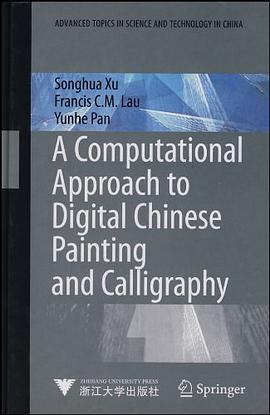 ADVANCED TOPICS IN SCIENCE AND TECHNOLOGY IN CHINA
Songhua Xu
Francis C.M. Lau
Yunhe Pan
A Computational
Approach to
Digital Chinese
Painting
and Calligraphy
ZHEJIANG UNIVERSITY PRESS
浙江大学出版社
Springer